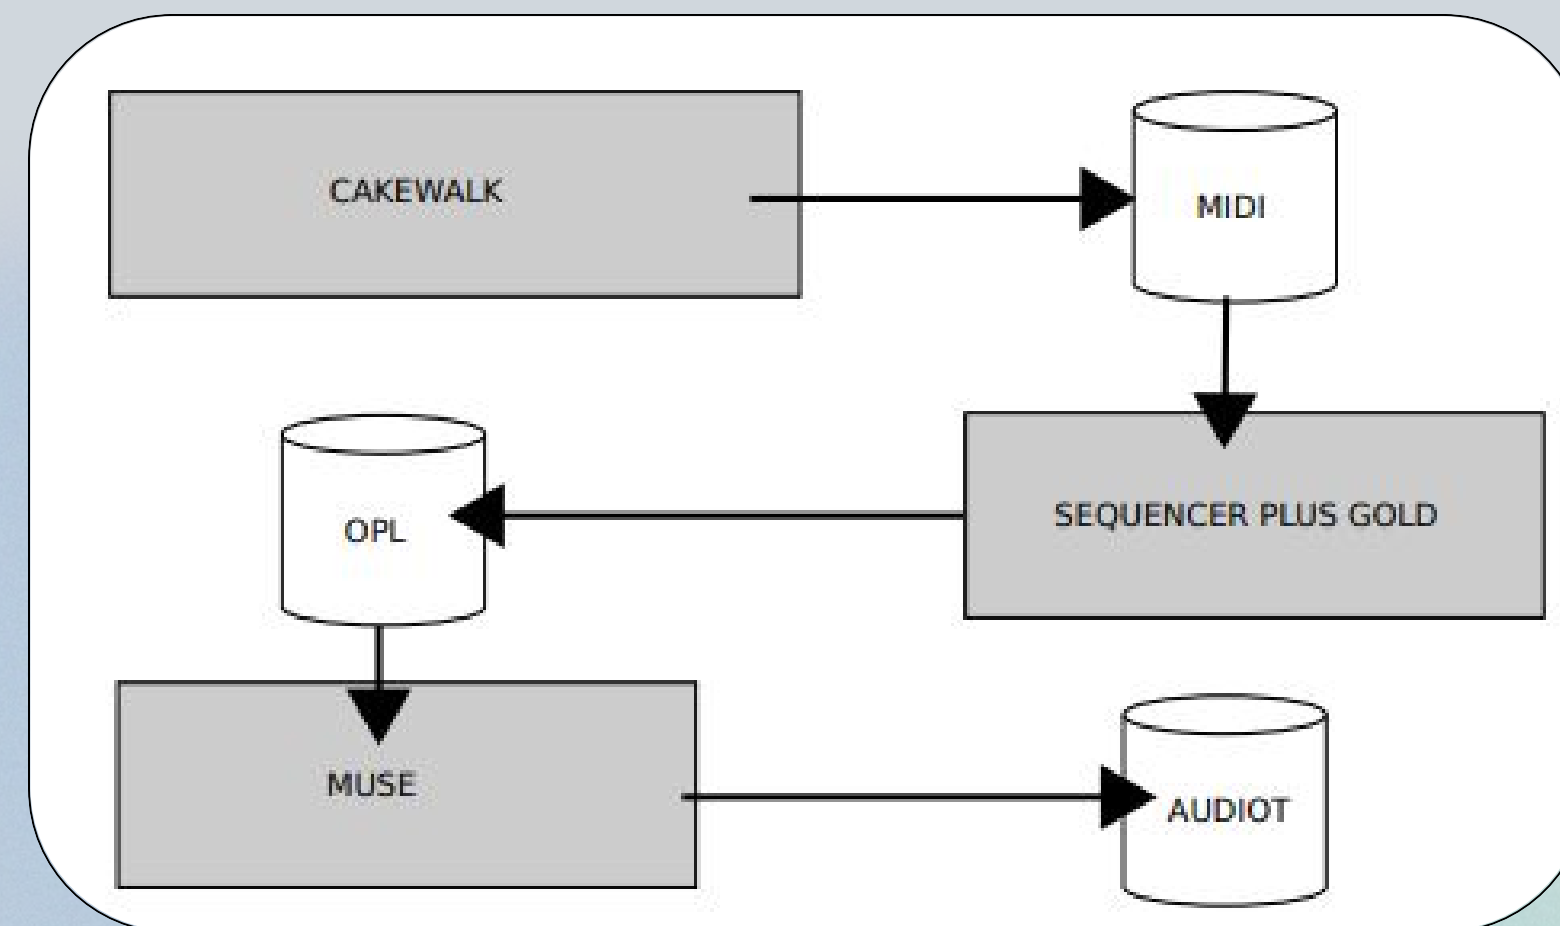 CAKEWALK
MIDI
OPL
SEQUENCER PLUS GOLD
MUSE
AUDIOT